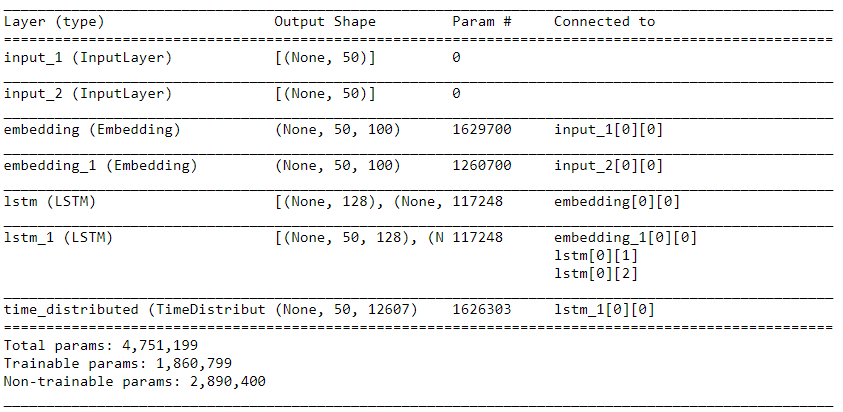 Layer (type) Output Shape Param # Connected to
input_1 (InputLayer) [(None, 50)] 0
input_2 (InputLayer) [(None, 50)] 0
embedding (Embedding) (None, 50, 100) 1629700 input_1[0][0]
embedding_1 (Embedding) (None, 50, 100) 1260700 input_2[0][0]
lstm (LSTM) [(None, 128), (None, 117248 embedding[0][0]
lstm_1 (LSTM) [(None, 50, 128), (N 117248 embedding_1[0][0]
lstm[0][1]
lstm[0][2]
time_distributed (TimeDistribut (None, 50, 12607) 1626303 lstm_1[0][0]
Total params: 4,751,199
Trainable params: 1,860,799
Non-trainable params: 2,890,400